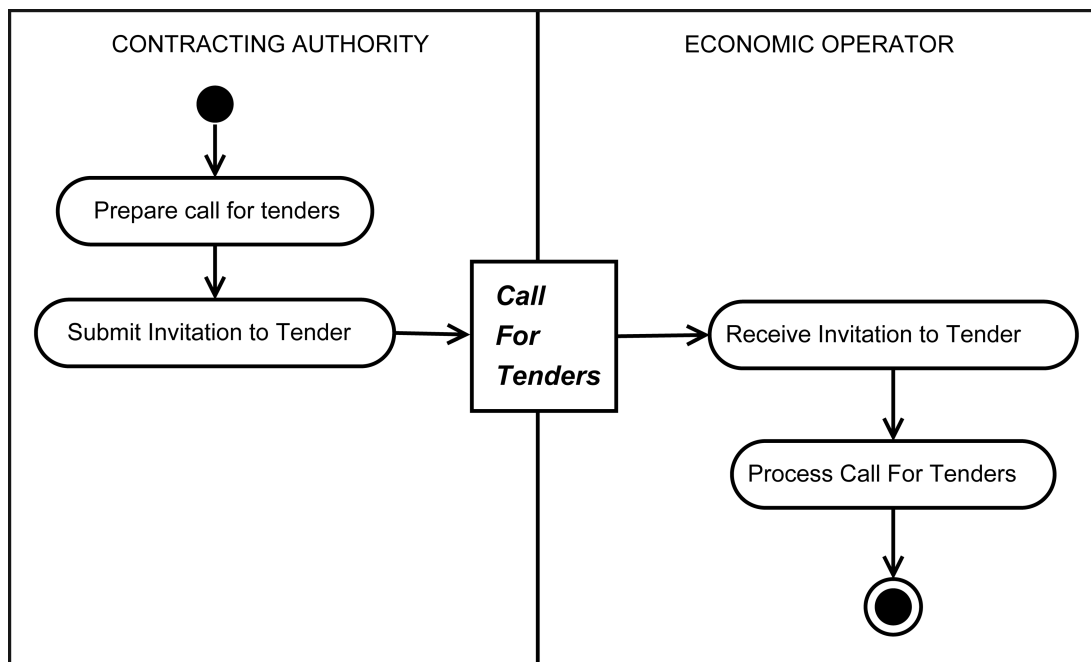 CONTRACTING AUTHORITY
ECONOMIC OPERATOR
Prepare call for tenders
Submit Invitation to Tender
Call
For
Tenders
Receive Invitation to Tender
Process Call For Tenders